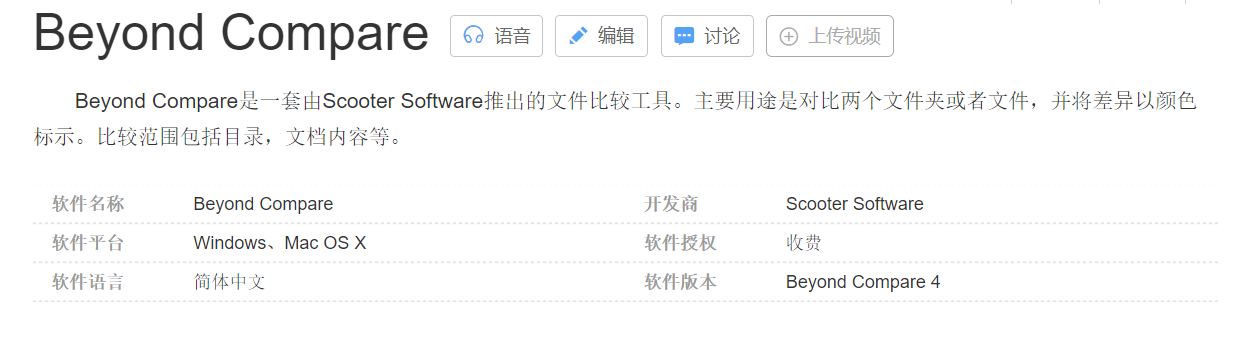 Beyond Compare 语音 编辑 讨论 上传视频
Beyond Compare是一套由Scooter Software推出的文件比较工具。主要用途是对比两个文件夹或者文件，并将差异以颜色
标示。比较范围包括目录，文档内容等。
软件名称 Beyond Compare 开发商 Scooter Software
软件平台 Windows、Mac OS X 软件授权 收费
软件语言 简体中文 软件版本 Beyond Compare 4